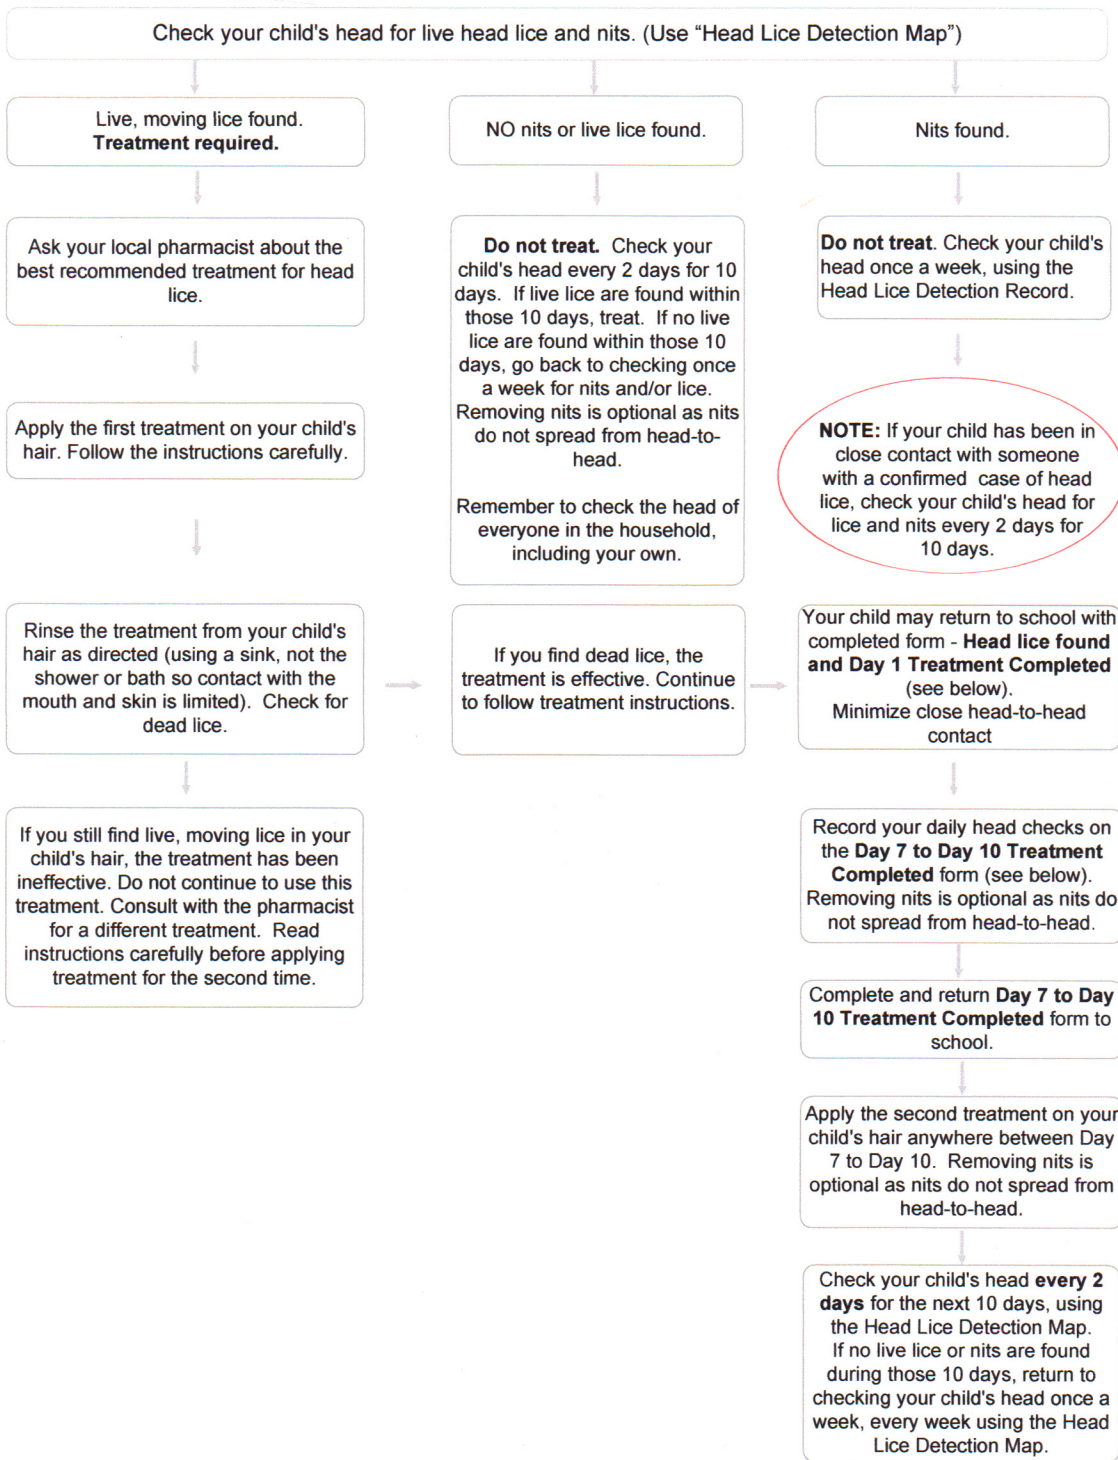 Check your child's head for live head lice and nits. (Use “Head Lice Detection Map”)
Live, moving lice found.
Treatment required.
NO nits or live lice found.
Nits found.
Ask your local pharmacist about the
best recommended treatment for head
lice.
Do not treat. Check your
child's head every 2 days for 10
days. If live lice are found within
those 10 days, treat. If no live
lice are found within those 10
days, go back to checking once
a week for nits and/or lice.
Removing nits is optional as nits
do not spread from head-to-
head.
Remember to check the head of
everyone in the household,
including your own.
Do not treat. Check your child's
head once a week, using the
Head Lice Detection Record.
Apply the first treatment on your child's
hair. Follow the instructions carefully.
NOTE: If your child has been in
close contact with someone
with a confirmed case of head
lice, check your child's head for
lice and nits every 2 days for
10 days.
Rinse the treatment from your child's
hair as directed (using a sink, not the
shower or bath so contact with the
mouth and skin is limited). Check for
dead lice.
If you find dead lice, the
treatment is effective. Continue
to follow treatment instructions.
Your child may return to school with
completed form - Head lice found
and Day 1 Treatment Completed
(see below).
Minimize close head-to-head
contact
If you still find live, moving lice in your
child's hair, the treatment has been
ineffective. Do not continue to use this
treatment. Consult with the pharmacist
for a different treatment. Read
instructions carefully before applying
treatment for the second time.
Record your daily head checks on
the Day 7 to Day 10 Treatment
Completed form (see below).
Removing nits is optional as nits do
not spread from head-to-head.
Complete and return Day 7 to Day
10 Treatment Completed form to
school.
Apply the second treatment on your
child's hair anywhere between Day
7 to Day 10. Removing nits is
optional as nits do not spread from
head-to-head.
Check your child's head every 2
days for the next 10 days, using
the Head Lice Detection Map.
If no live lice or nits are found
during those 10 days, return to
checking your child's head once a
week, every week using the Head
Lice Detection Map.